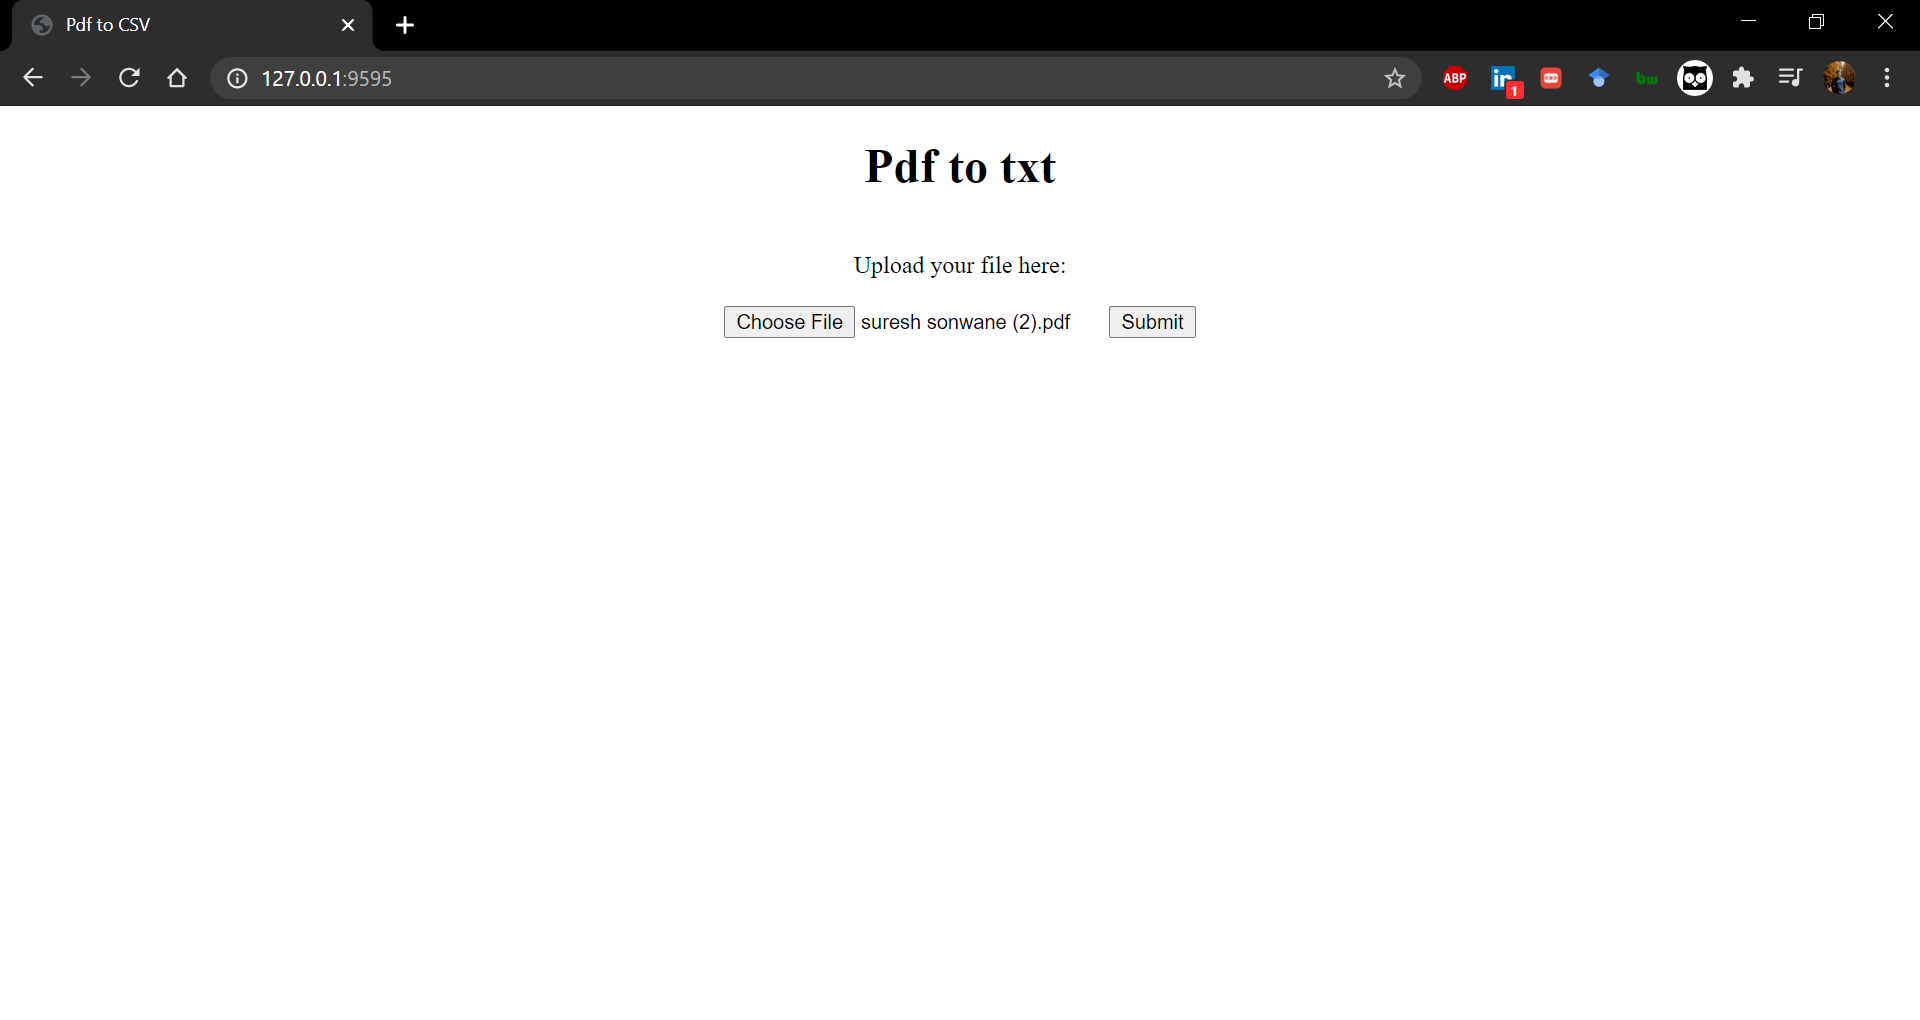 Pdf to CSV
127.0.0.1:9595
ABP
in
1
bw
Pdf to txt
Upload your file here:
Choose File suresh sonwane (2).pdf Submit